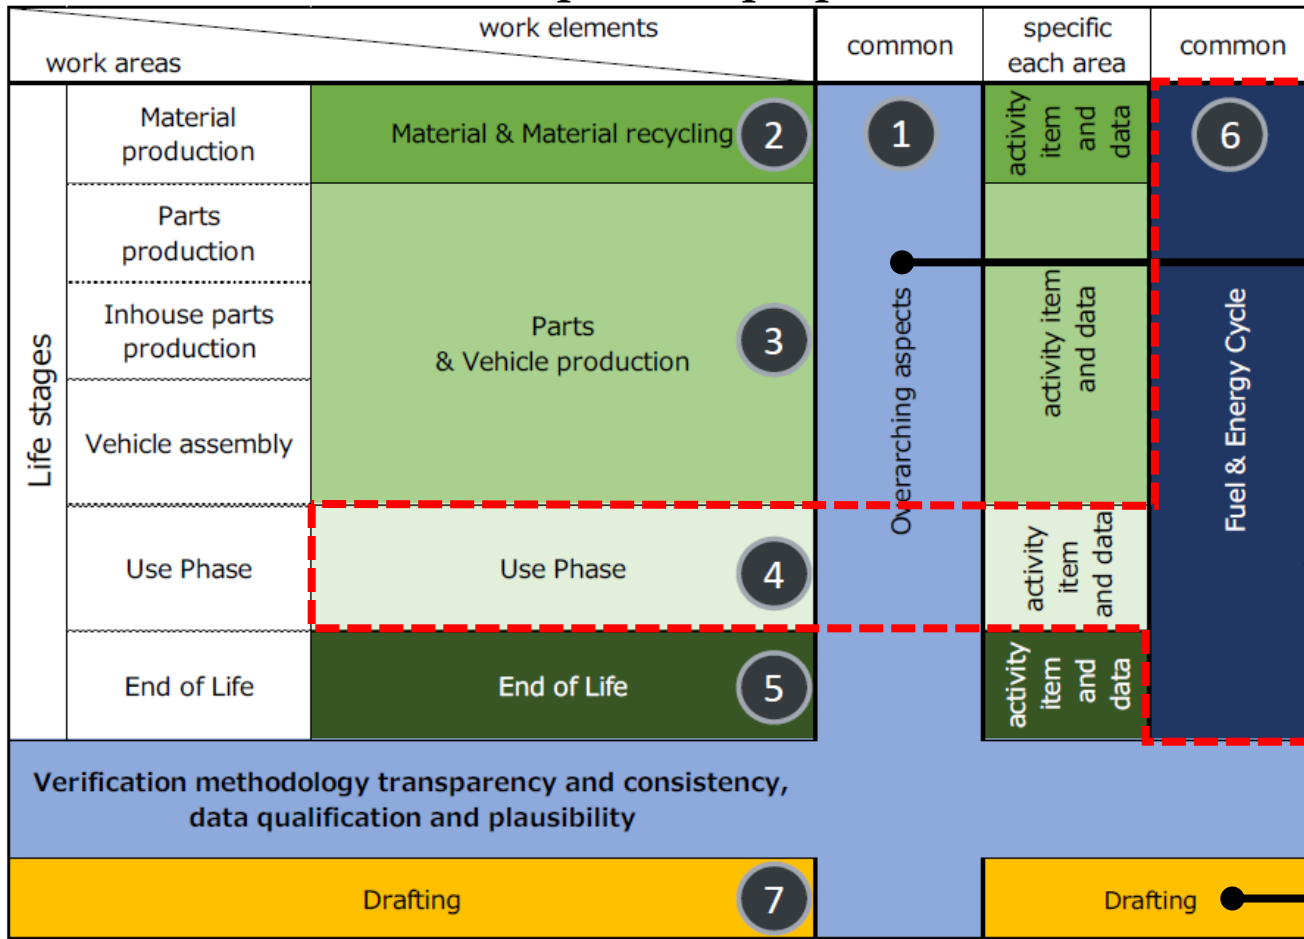 work elements
work areas
common
specific
each area
common
Life stages
Material
production
Material & Material recycling
2
1
activity
item
and
data
6
Parts
production
Inhouse parts
production
Vehicle assembly
Parts
& Vehicle production
3
Overarching aspects
activity item
and data
Fuel & Energy Cycle
Use Phase
Use Phase
4
activity
item
and data
End of Life
End of Life
5
activity
item
and
data
Verification methodology transparency and consistency,
data qualification and plausibility
Drafting
7
Drafting